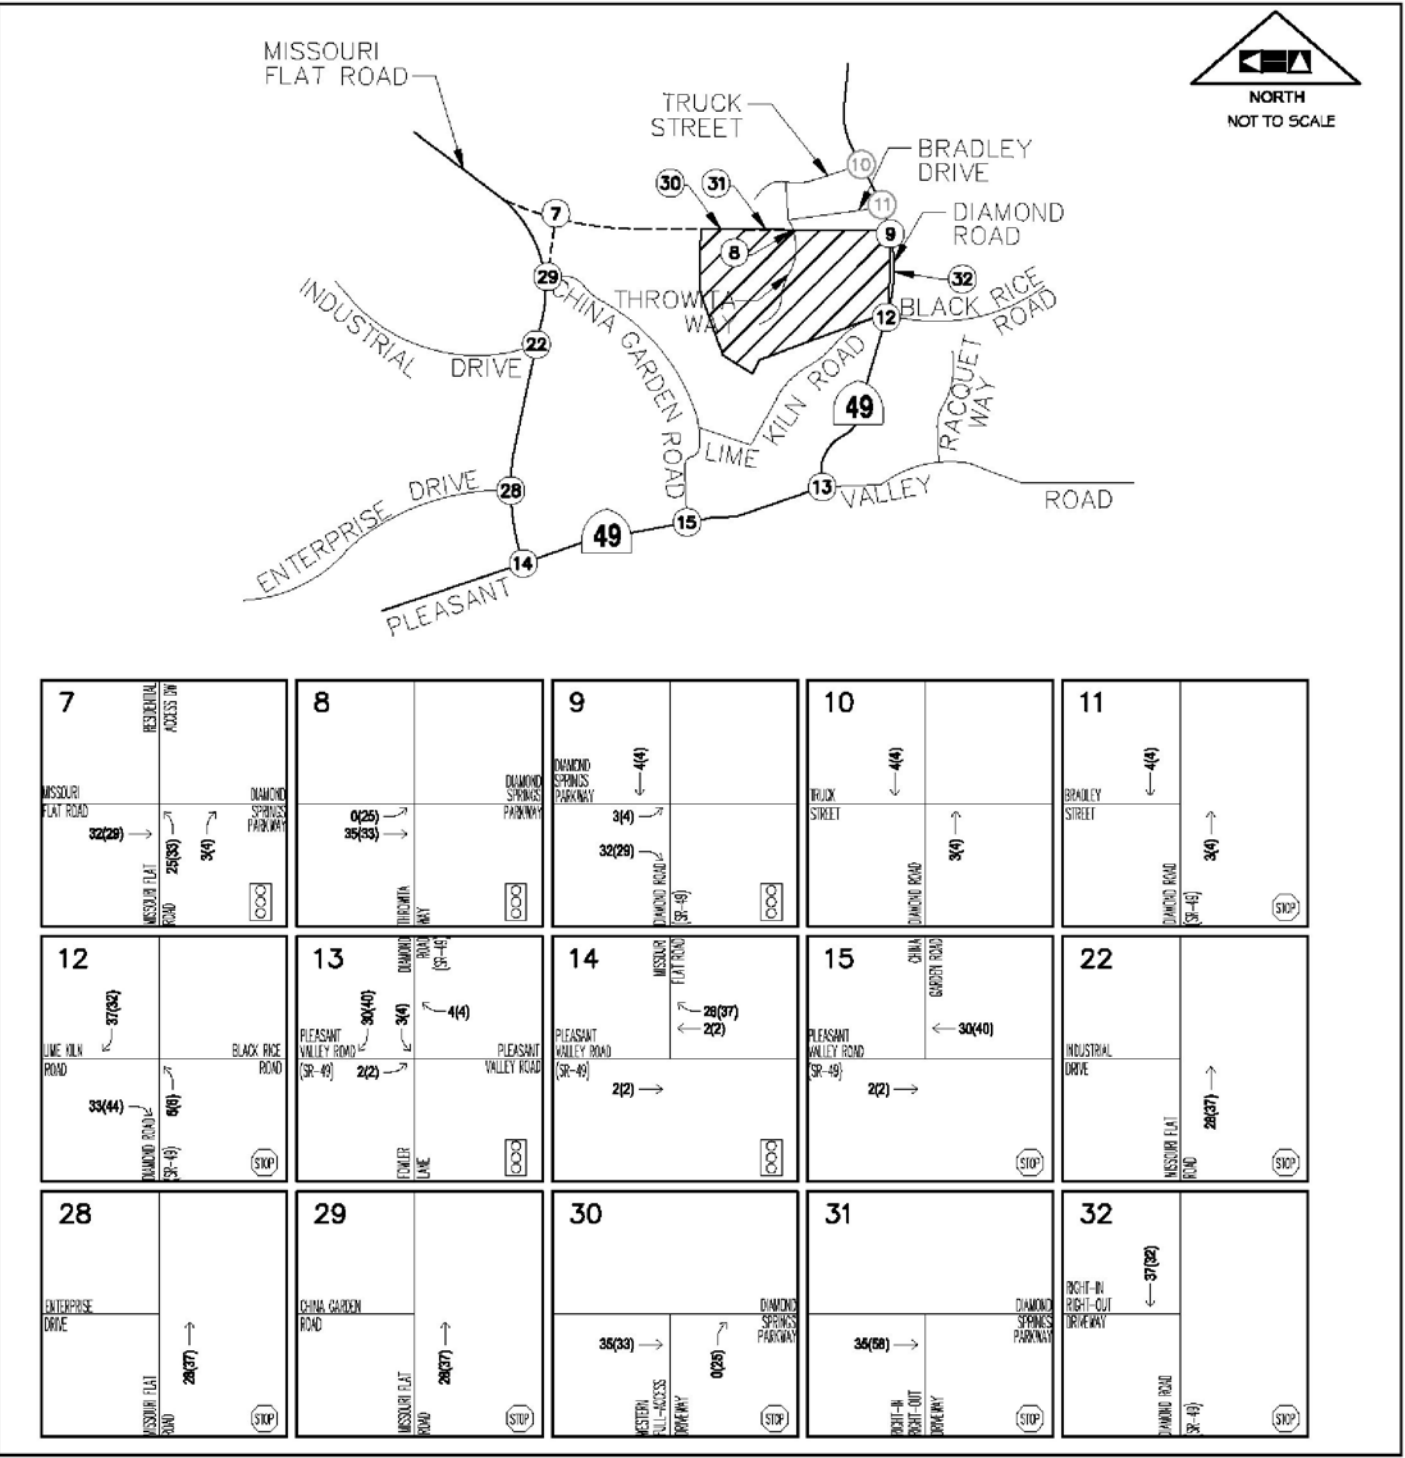 MISSOURI
FLAT ROAD
TRUCK
STREET
BRADLEY
DRIVE
DIAMOND
ROAD
NORTH
NOT TO SCALE
10
11
30
31
7
9
8
29
32
THROWITA
WAY
BLACK RICE
ROAD
12
INDUSTRIAL
DRIVE
22
CHINA GARDEN ROAD
LIME KILN ROAD
49
RACQUET
WAY
ENTERPRISE DRIVE
28
13
VALLEY
ROAD
49
15
14
PLEASANT
7
RESIDENTIAL
ACCESS DW
MISSOURI
FLAT ROAD
DIAMOND
SPRINGS
PARKWAY
32(29)
25(33)
3(4)
MISSOURI FLAT
ROAD
8
DIAMOND
SPRINGS
PARKWAY
0(25)
35(33)
THROWITA
WAY
9
DIAMOND
SPRINGS
PARKWAY
4(4)
3(4)
32(29)
DIAMOND ROAD
(SR-49)
10
4(4)
TRUCK
STREET
3(4)
DIAMOND ROAD
11
4(4)
BRADLEY
STREET
3(4)
DIAMOND ROAD
(SR-49)
STOP
12
37(32)
LIME KILN
ROAD
BLACK RICE
ROAD
33(44)
DIAMOND ROAD
(SR-49)
STOP
13
DIAMOND
ROAD
(SR-49)
30(40)
3(4)
4(4)
PLEASANT
VALLEY ROAD
(SR-49)
PLEASANT
VALLEY ROAD
2(2)
FOWLER
LANE
14
MISSOURI
FLAT ROAD
28(37)
2(2)
PLEASANT
VALLEY ROAD
(SR-49)
2(2)
15
CHINA
GARDEN ROAD
30(40)
PLEASANT
VALLEY ROAD
(SR-49)
2(2)
STOP
22
INDUSTRIAL
DRIVE
28(37)
MISSOURI FLAT
ROAD
STOP
28
ENTERPRISE
DRIVE
28(37)
MISSOURI FLAT
ROAD
STOP
29
CHINA GARDEN
ROAD
28(37)
MISSOURI FLAT
ROAD
STOP
30
DIAMOND
SPRINGS
PARKWAY
35(33)
0(25)
WESTERN
FULL-ACCESS
DRIVEWAY
STOP
31
DIAMOND
SPRINGS
PARKWAY
35(58)
RIGHT-IN
RIGHT-OUT
DRIVEWAY
STOP
32
37(32)
RIGHT-IN
RIGHT-OUT
DRIVEWAY
DIAMOND ROAD
(SR-49)
STOP